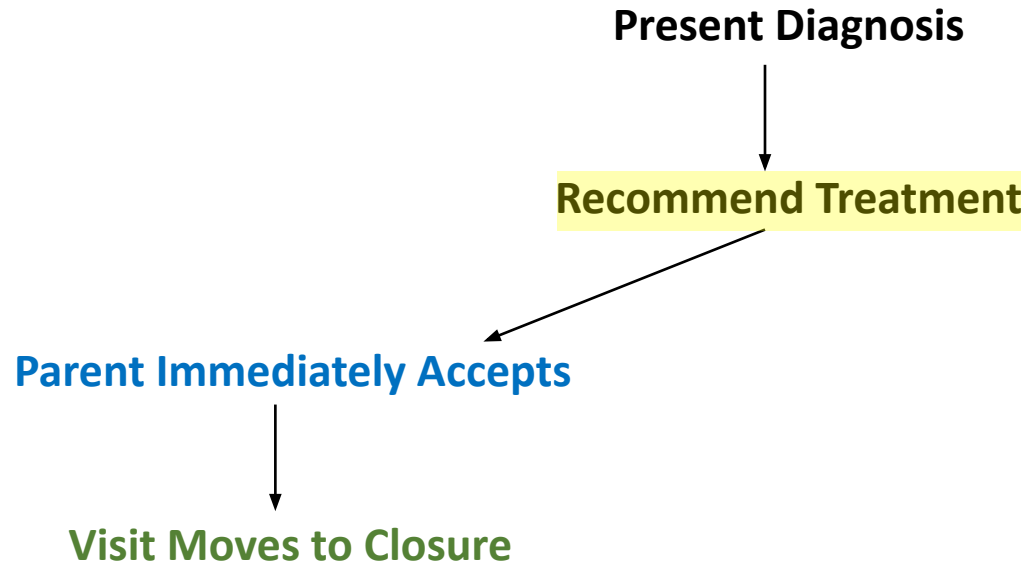 Present Diagnosis
Recommend Treatment
Parent Immediately Accepts
Visit Moves to Closure